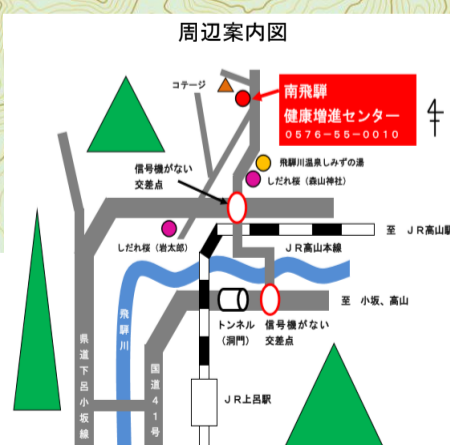 周辺案内図
コテージ
南飛騨
健康増進センター
0576-55-0010
飛騨川温泉しみずの湯
しだれ桜（森山神社）
信号機がない
交差点
しだれ桜（岩太郎）
至 JR高山駅
JR高山本線
至 小坂、高山
トンネル
（洞門）
信号機がない
交差点
飛騨川
県道下呂小坂線
国道41号
JR上呂駅